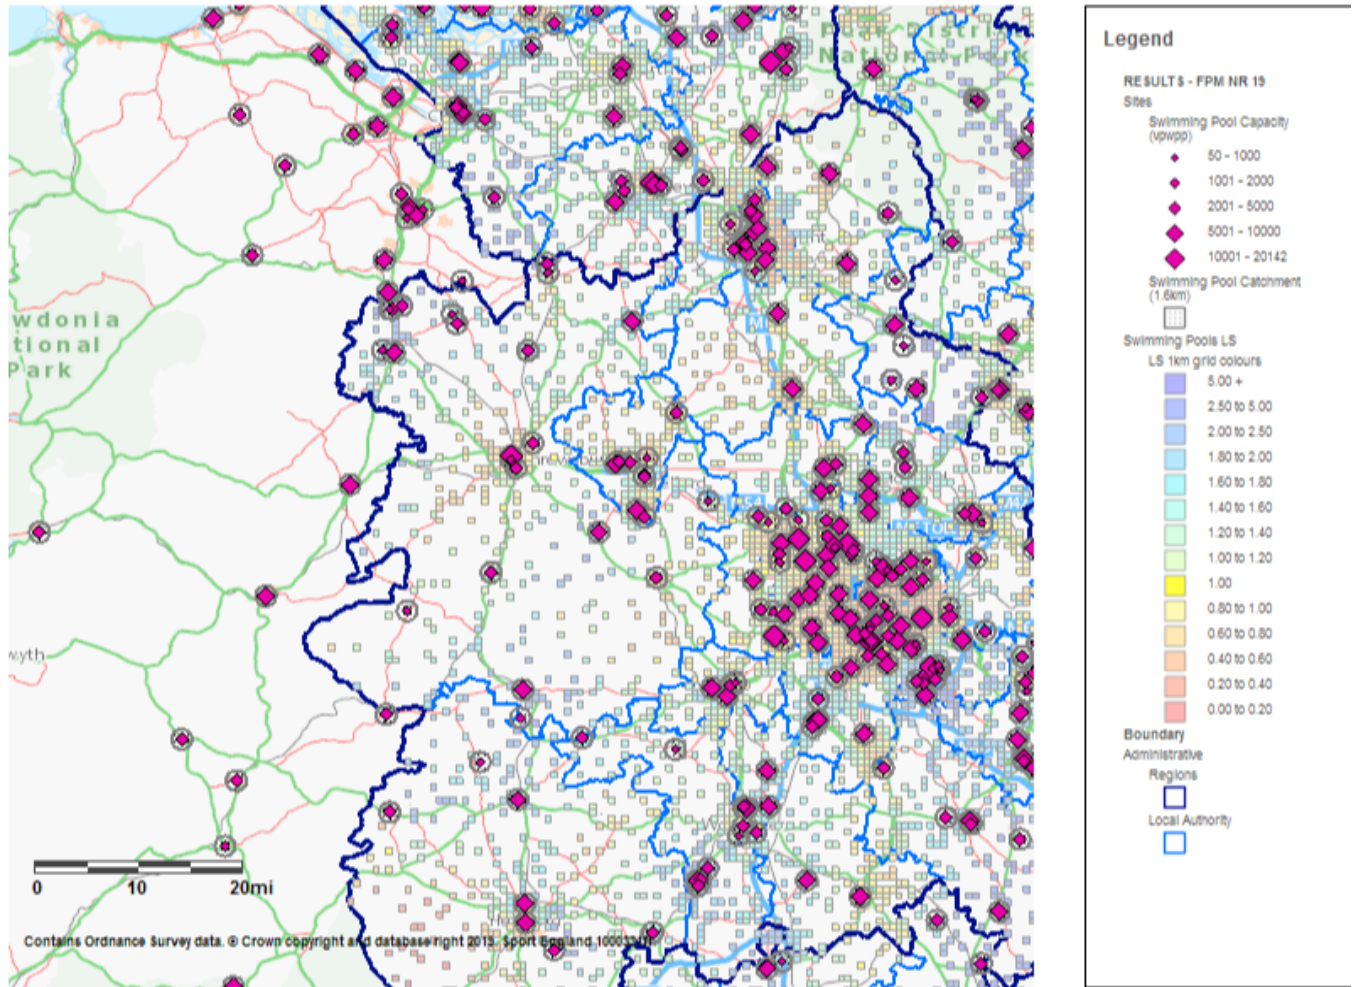 wdonia
tional
Park
w.yth
M
0 10 20mi
Contains Ordnance Survey data. © Crown copyright and database right 2013. Sport England
Legend
RESULTS - FPM NR 19
Sites
Swimming Pool Capacity
(vpwpp)
50 - 1000
1001 - 2000
2001 - 5000
5001 - 10000
10001 - 20142
Swimming Pool Catchment
(1.6km)
Swimming Pools LS
LS 1km grid colours
5.00 +
2.50 to 5.00
2.00 to 2.50
1.80 to 2.00
1.60 to 1.80
1.40 to 1.60
1.20 to 1.40
1.00 to 1.20
1.00
0.80 to 1.00
0.60 to 0.80
0.40 to 0.60
0.20 to 0.40
0.00 to 0.20
Boundary
Administrative
Regions
Local Authority